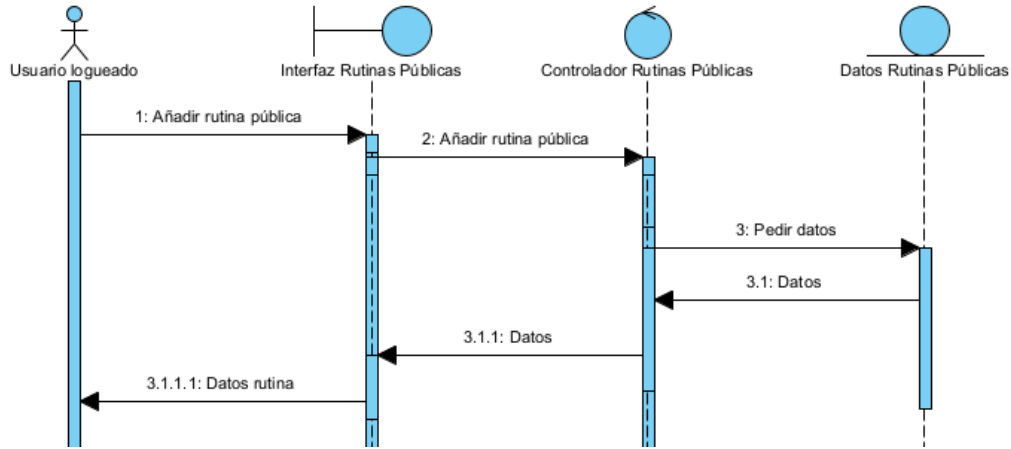 Usuario logueado
Interfaz Rutinas Públicas
Controlador Rutinas Públicas
Datos Rutinas Públicas
1: Añadir rutina pública
2: Añadir rutina pública
3: Pedir datos
3.1: Datos
3.1.1: Datos
3.1.1.1: Datos rutina